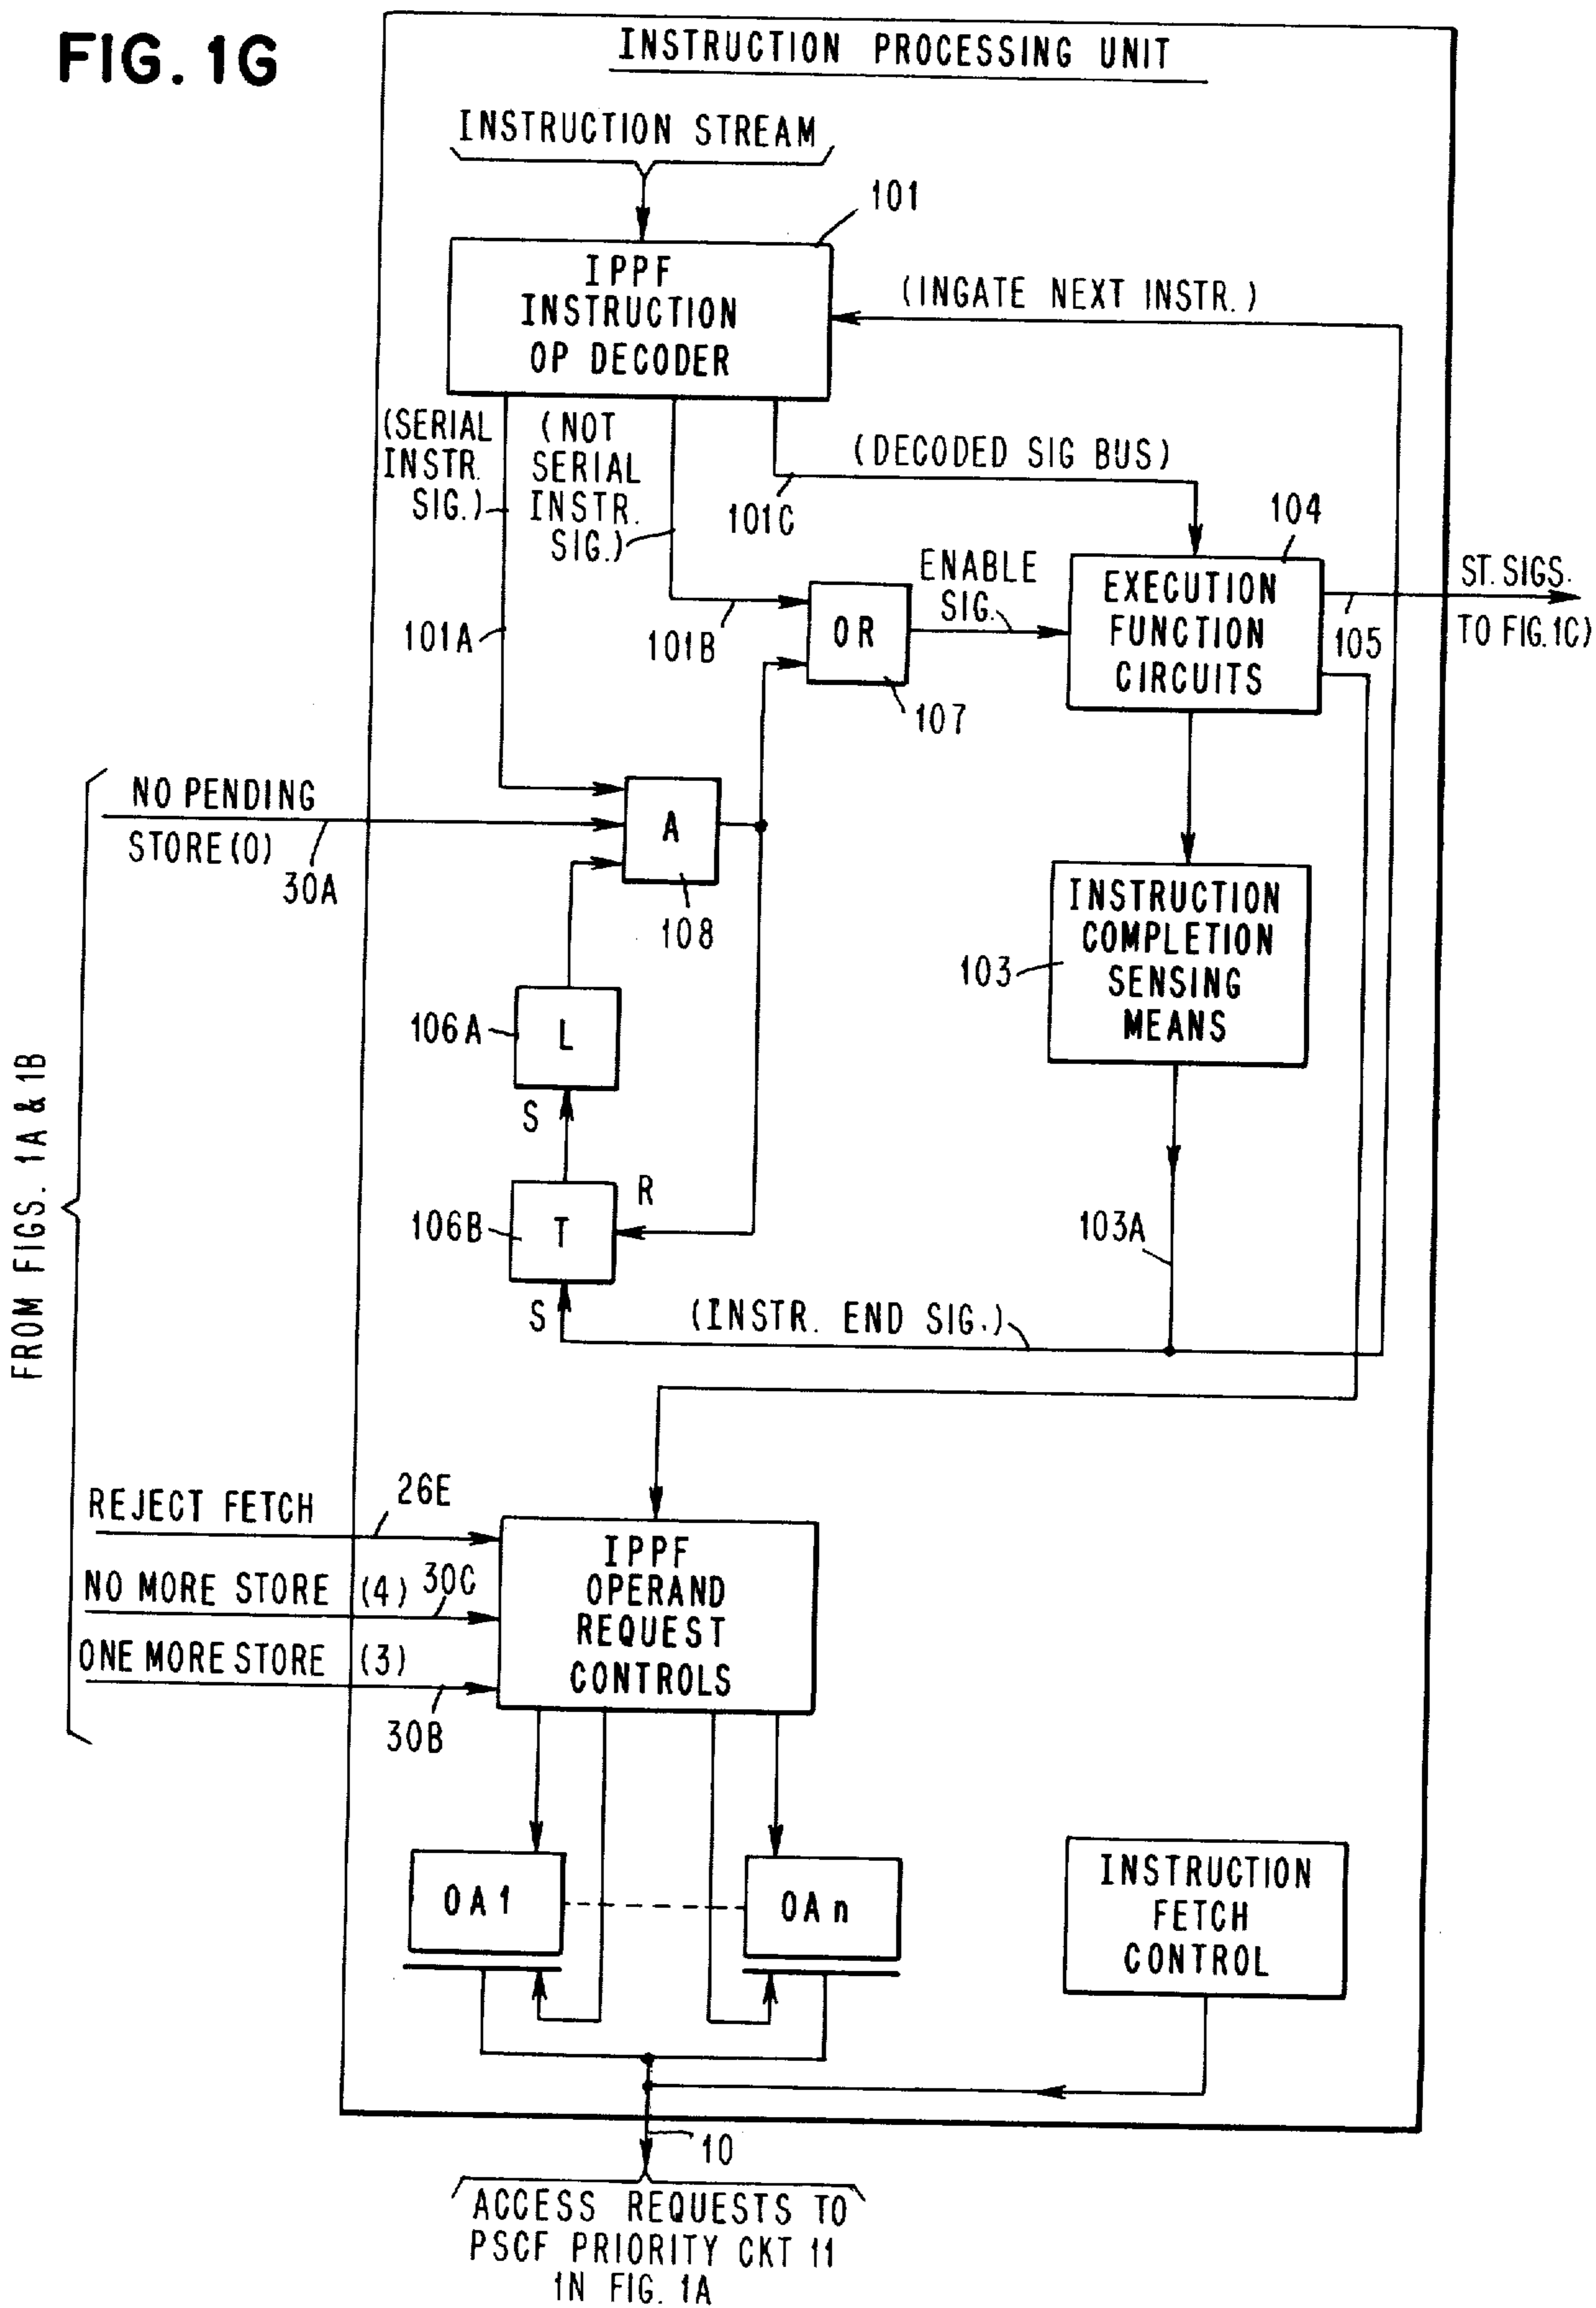 FIG. 1G
INSTRUCTION PROCESSING UNIT
INSTRUCTION STREAM
101
IPPF
INSTRUCTION
OP DECODER
(INGATE NEXT INSTR.)
(SERIAL
INSTR.
SIG.)
(NOT
SERIAL
INSTR.
SIG.)
(DECODED SIG BUS)
101C
104
101A
101B
OR
107
ENABLE
SIG.
EXECUTION
FUNCTION
CIRCUITS
ST. SIGS.
TO FIG. 1C)
105
NO PENDING
STORE (0)
30A
A
108
INSTRUCTION
COMPLETION
SENSING
MEANS
103
106A
L
S
106B
T
R
S
103A
(INSTR. END SIG.)
FROM FIGS. 1A & 1B
REJECT FETCH
26E
NO MORE STORE (4)
30C
ONE MORE STORE (3)
30B
IPPF
OPERAND
REQUEST
CONTROLS
OA1
OAn
INSTRUCTION
FETCH
CONTROL
10
ACCESS REQUESTS TO
PSCF PRIORITY CKT 11
IN FIG. 1A